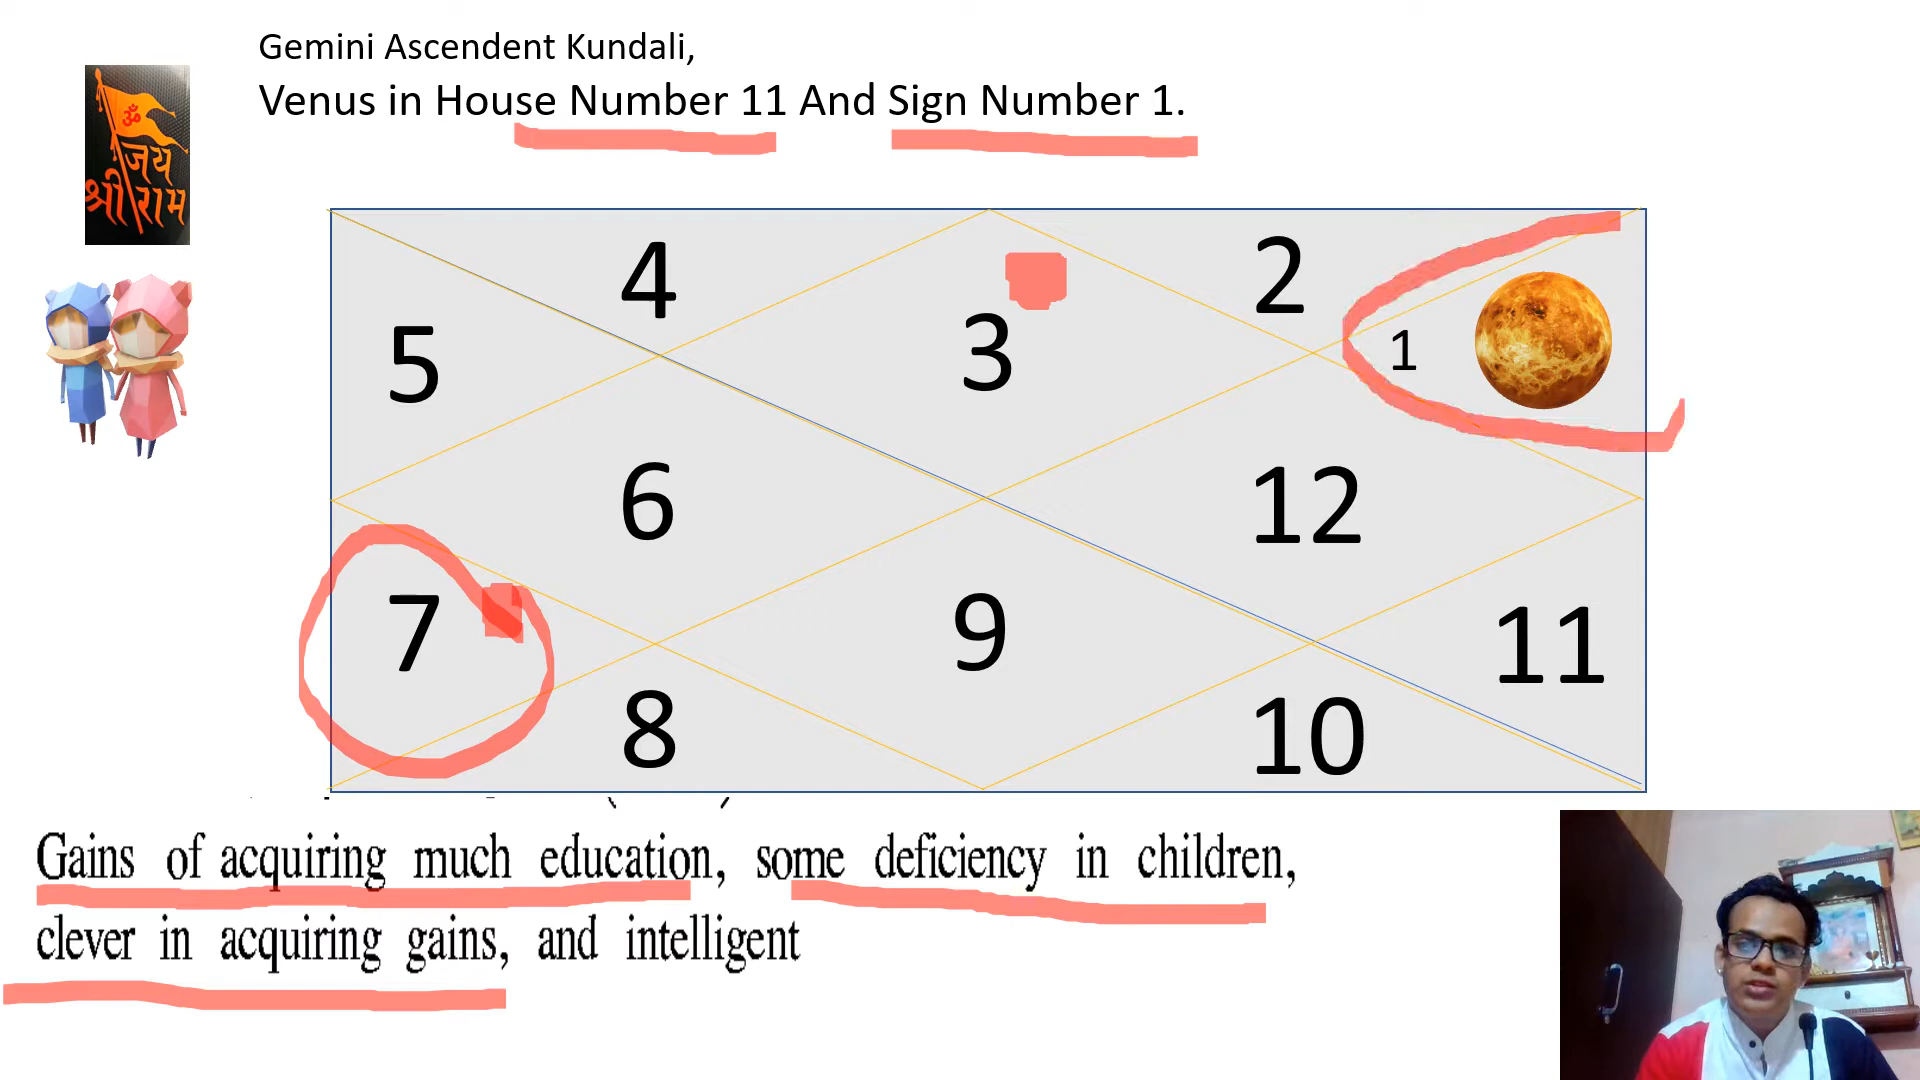 Gemini Ascendent Kundali,
Venus in House Number 11 And Sign Number 1.
ॐ
जय
श्री राम
4
3
2
5
1
6
12
7
9
11
8
10
Gains of acquiring much education, some deficiency in children,
clever in acquiring gains, and intelligent